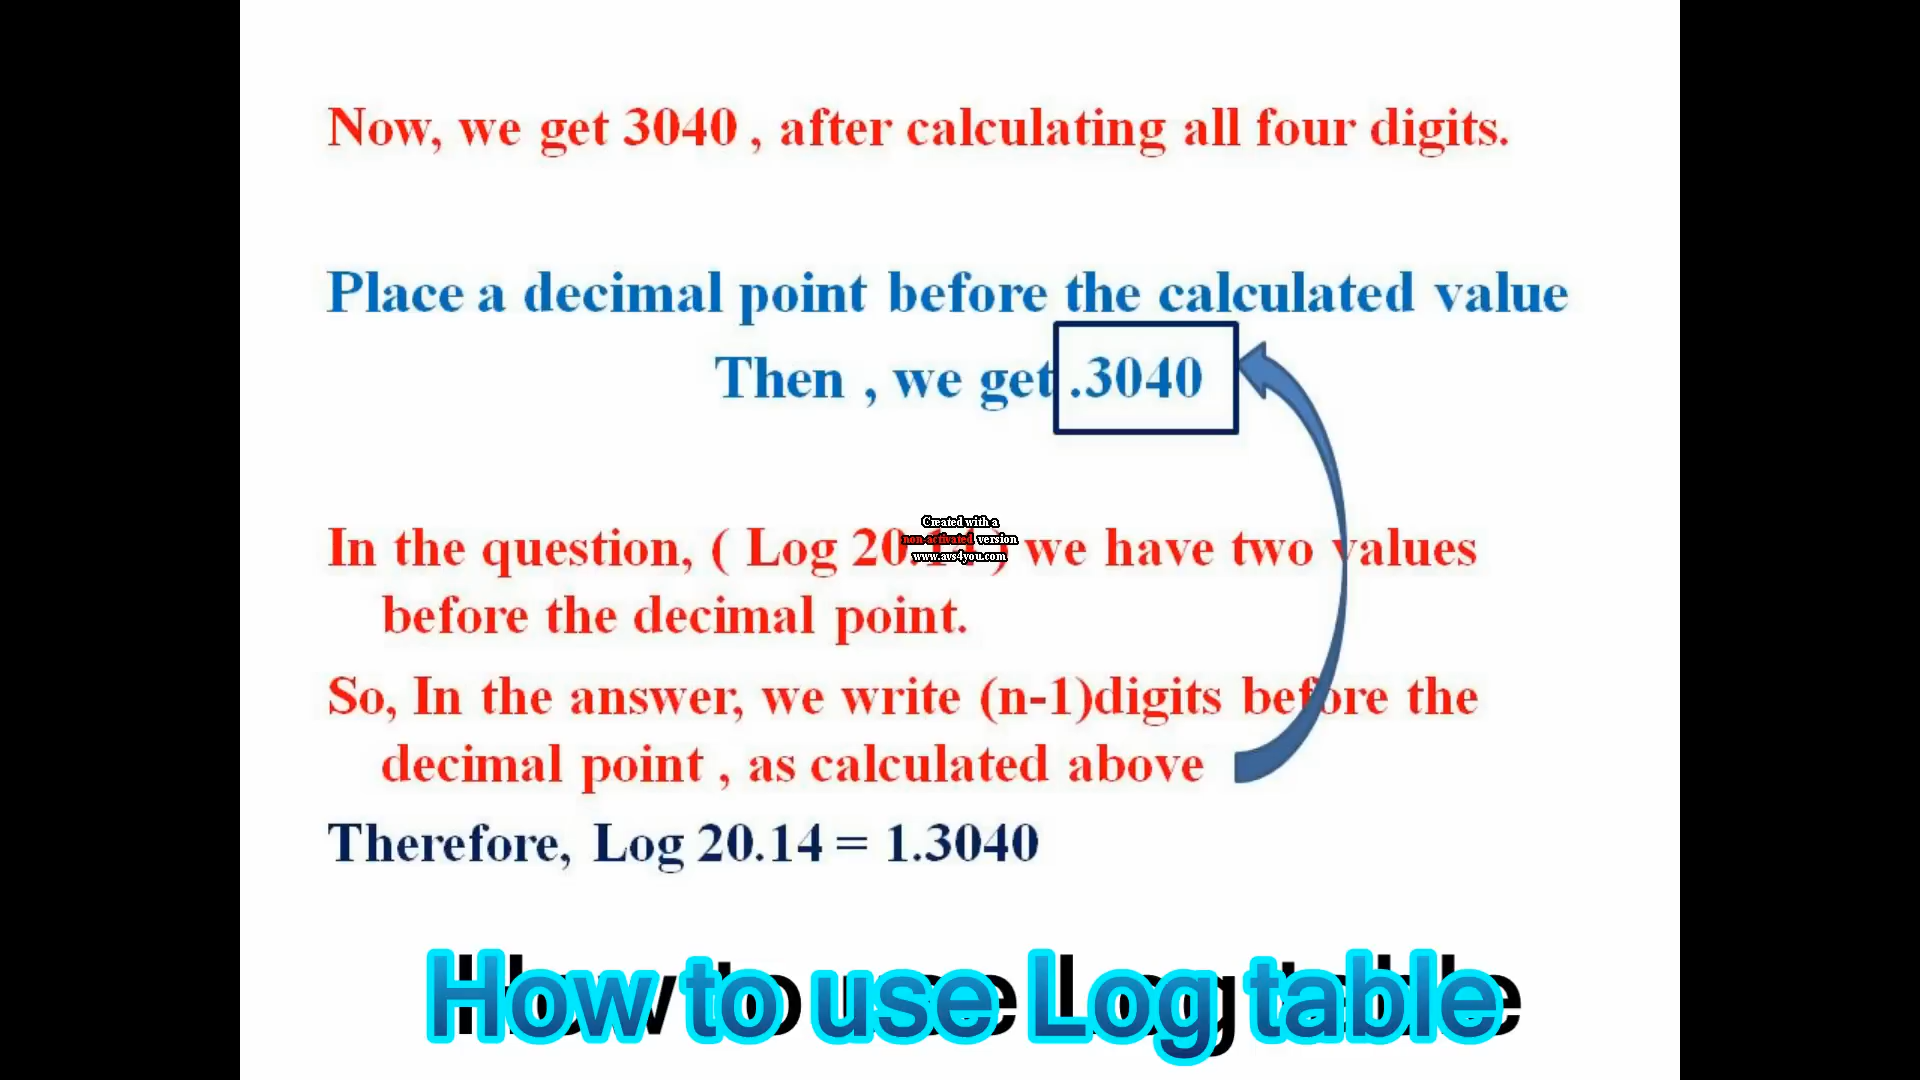 Now, we get 3040 , after calculating all four digits.
Place a decimal point before the calculated value
Then , we get .3040
Created with a
non-activated version
www.avs4you.com
In the question, ( Log 20.14 ) we have two values
before the decimal point.
So, In the answer, we write (n-1)digits before the
decimal point , as calculated above
Therefore, Log 20.14 = 1.3040
How to use Log table